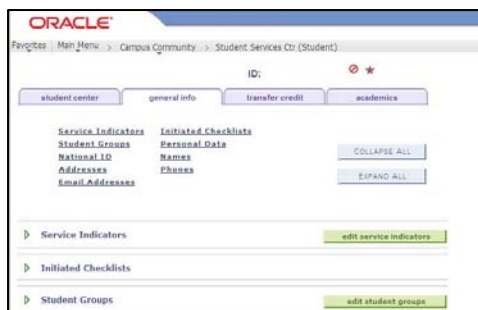 ORACLE
Favorites Main Menu > Campus Community > Student Services Ctr (Student)
ID:
student center general info transfer credit academics
Service Indicators Initiated Checklists
Student Groups Personal Data
National ID Names
Addresses Phones
Email Addresses
COLLAPSE ALL
EXPAND ALL
Service Indicators edit service indicators
Initiated Checklists
Student Groups edit student groups